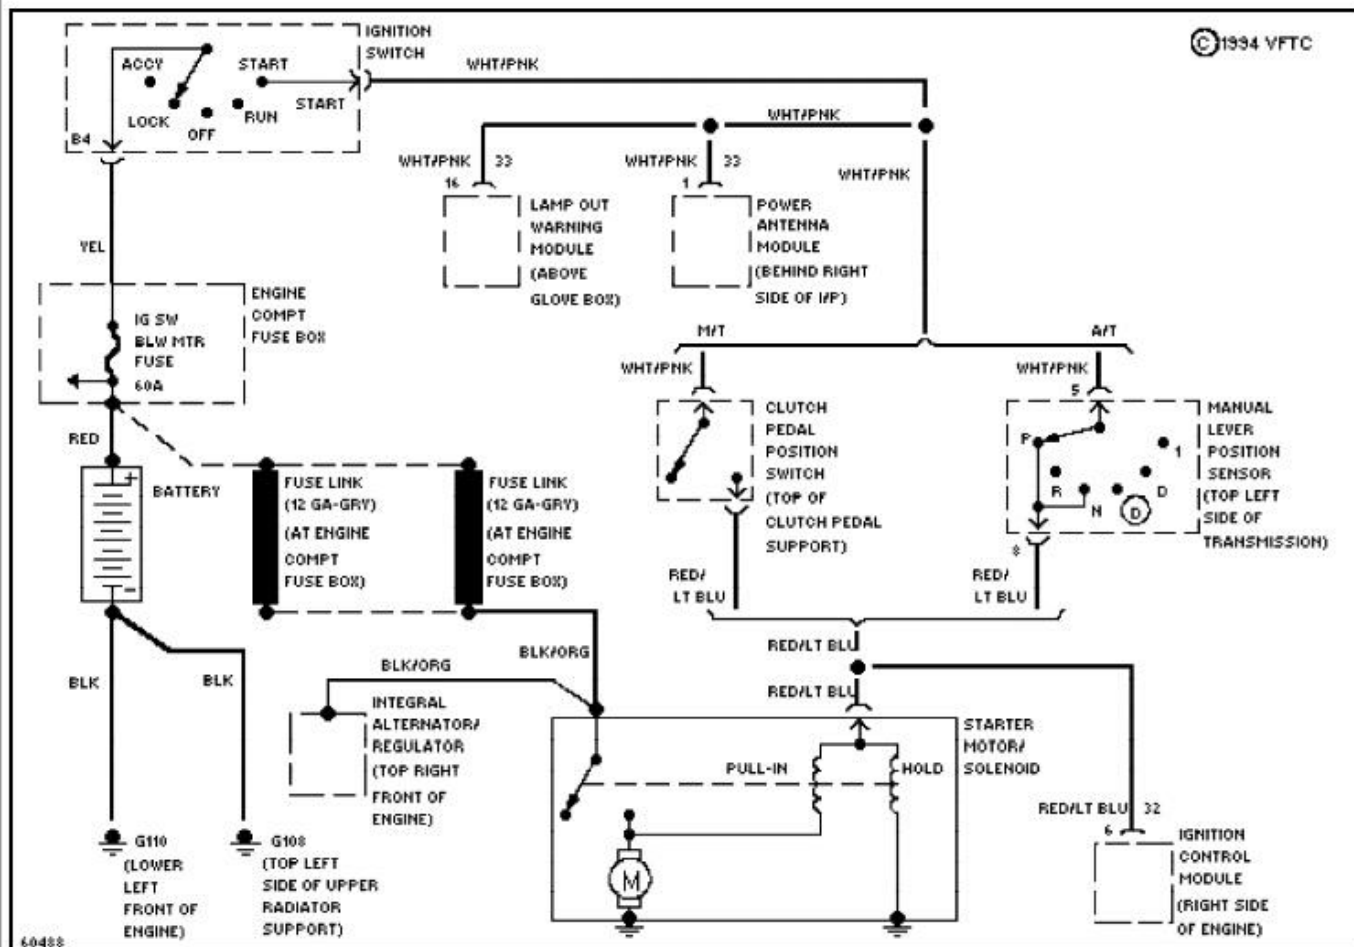 IGNITION
SWITCH
© 1994 VFTC
ACCY
START
LOCK
OFF
RUN
START
B4
WHT/PNK
WHT/PNK
WHT/PNK 33
WHT/PNK 33
WHT/PNK
16
1
LAMP OUT
WARNING
MODULE
(ABOVE
GLOVE BOX)
POWER
ANTENNA
MODULE
(BEHIND RIGHT
SIDE OF I/P)
YEL
ENGINE
COMPT
FUSE BOX
IG SW
BLW MTR
FUSE
60A
M/T
A/T
WHT/PNK
WHT/PNK
5
CLUTCH
PEDAL
POSITION
SWITCH
(TOP OF
CLUTCH PEDAL
SUPPORT)
MANUAL
LEVER
POSITION
SENSOR
(TOP LEFT
SIDE OF
TRANSMISSION)
P
R
N
D
D
1
8
RED
BATTERY
+
-
FUSE LINK
(12 GA-GRY)
(AT ENGINE
COMPT
FUSE BOX)
FUSE LINK
(12 GA-GRY)
(AT ENGINE
COMPT
FUSE BOX)
RED/
LT BLU
RED/
LT BLU
RED/LT BLU
RED/LT BLU
BLK
BLK
BLK/ORG
BLK/ORG
INTEGRAL
ALTERNATOR/
REGULATOR
(TOP RIGHT
FRONT OF
ENGINE)
STARTER
MOTOR/
SOLENOID
PULL-IN
HOLD
M
RED/LT BLU 32
6
IGNITION
CONTROL
MODULE
(RIGHT SIDE
OF ENGINE)
G110
(LOWER
LEFT
FRONT OF
ENGINE)
G108
(TOP LEFT
SIDE OF UPPER
RADIATOR
SUPPORT)
60488